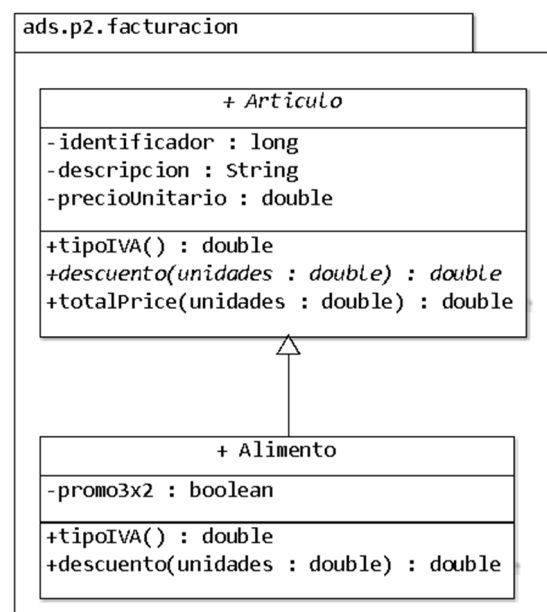 ads.p2.facturacion
+ Articulo
-identificador : long
-descripcion : String
-precioUnitario : double
+tipoIVA() : double
+descuento(unidades : double) : double
+totalPrice(unidades : double) : double
+ Alimento
-promo3x2 : boolean
+tipoIVA() : double
+descuento(unidades : double) : double